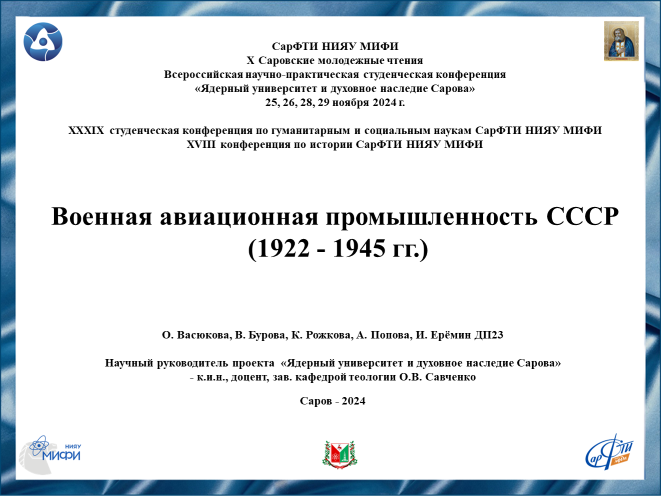 СарФТИ НИЯУ МИФИ
X Саровские молодежные чтения
Всероссийская научно-практическая студенческая конференция
«Ядерный университет и духовное наследие Сарова»
25, 26, 28, 29 ноября 2024 г.
XXXIX студенческая конференция по гуманитарным и социальным наукам СарФТИ НИЯУ МИФИ
XVIII конференция по истории СарФТИ НИЯУ МИФИ
Военная авиационная промышленность СССР
(1922 - 1945 гг.)
О. Васюкова, В. Бурова, К. Рожкова, А. Попова, И. Ерёмин ДП23
Научный руководитель проекта «Ядерный университет и духовное наследие Сарова»
- к.и.н., доцент, зав. кафедрой теологии О.В. Савченко
Саров - 2024
НИЯУ
МИФИ
СарФТИ